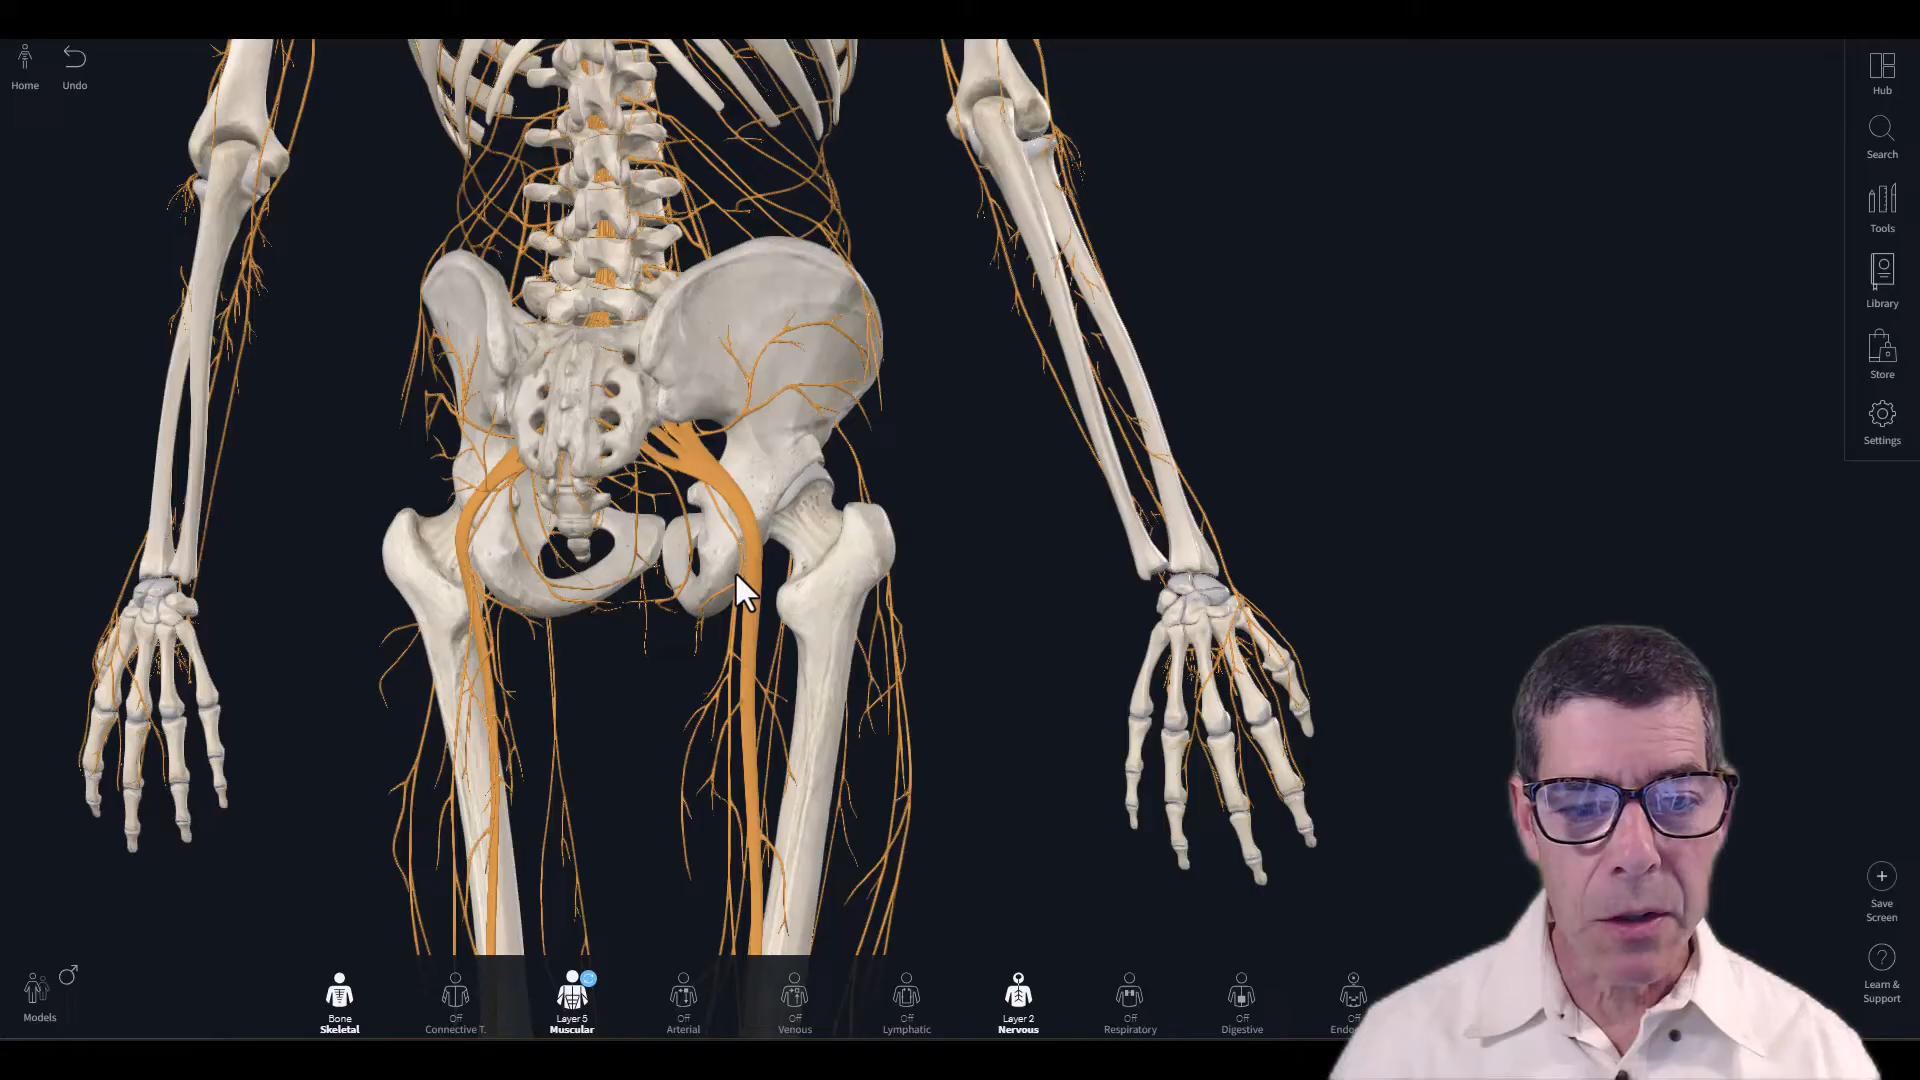 Home
Undo
Hub
Search
Tools
Library
Store
Settings
Save
Screen
Learn &
Support
Models
Bone
Skeletal
Off
Connective T.
Layer 5
Muscular
Off
Arterial
Off
Venous
Off
Lymphatic
Layer 2
Nervous
Off
Respiratory
Off
Digestive
Off